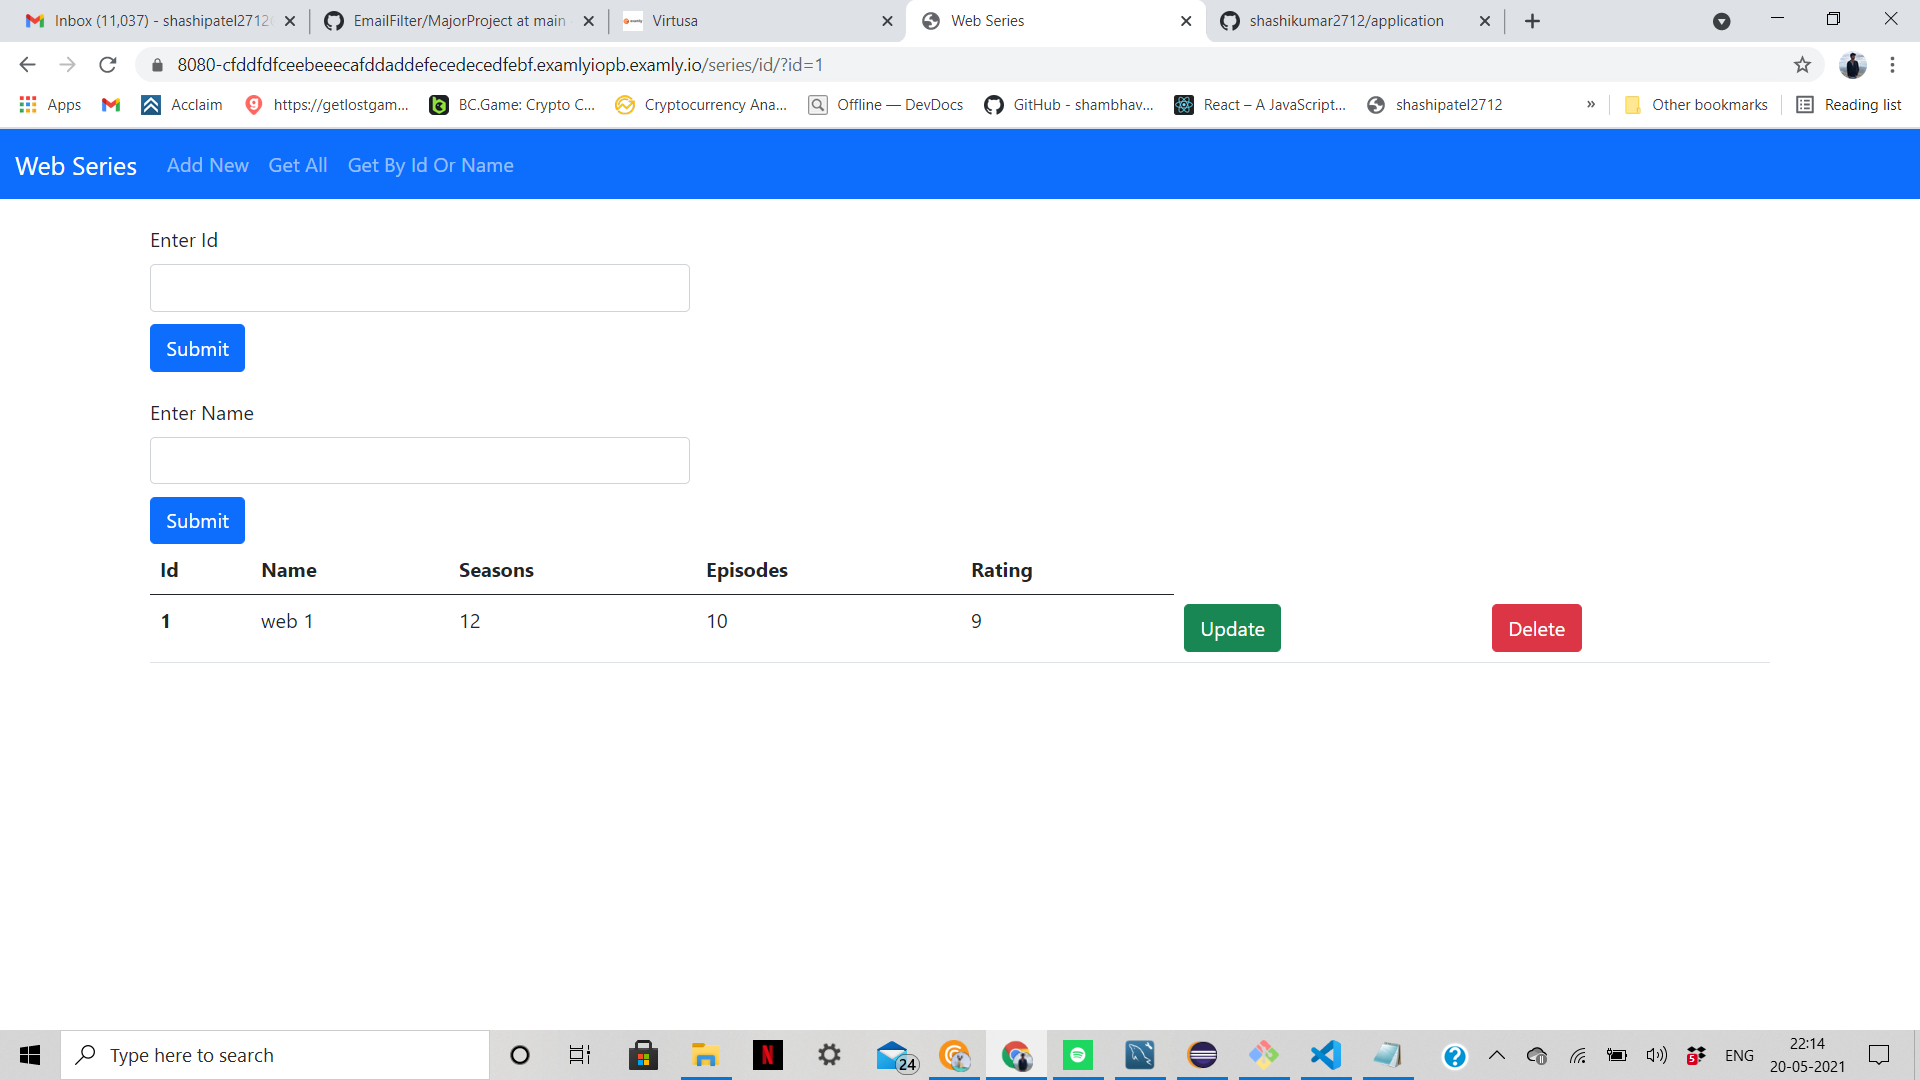 Inbox (11,037) - shashipatel2712
EmailFilter/MajorProject at main
Virtusa
Web Series
shashikumar2712/application
8080-cfddfdfceebeeecafddaddefecedecedfebf.examlyiopb.examly.io/series/id/?id=1
Apps
Acclaim
https://getlostgam...
BC.Game: Crypto C...
Cryptocurrency Ana...
Offline — DevDocs
GitHub - shambhav...
React – A JavaScript...
shashipatel2712
»
Other bookmarks
Reading list
Web Series
Add New
Get All
Get By Id Or Name
Enter Id
Submit
Enter Name
Submit
Id Name Seasons Episodes Rating
1 web 1 12 10 9 Update Delete
Type here to search
24
5
ENG
22:14
20-05-2021